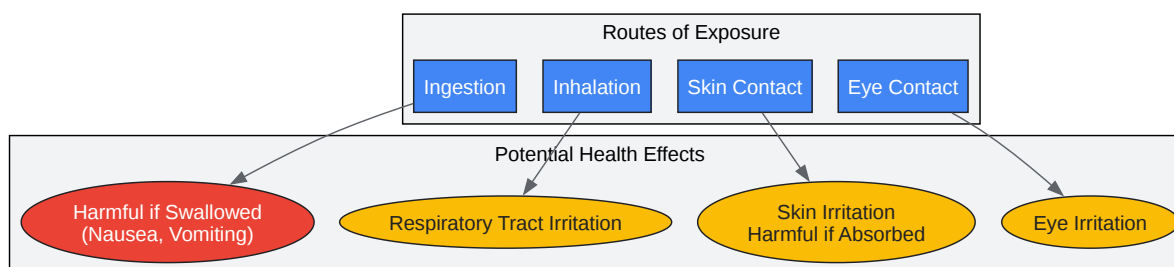 Routes of Exposure
Ingestion
Inhalation
Skin Contact
Eye Contact
Potential Health Effects
Harmful if Swallowed
(Nausea, Vomiting)
Respiratory Tract Irritation
Skin Irritation
Harmful if Absorbed
Eye Irritation